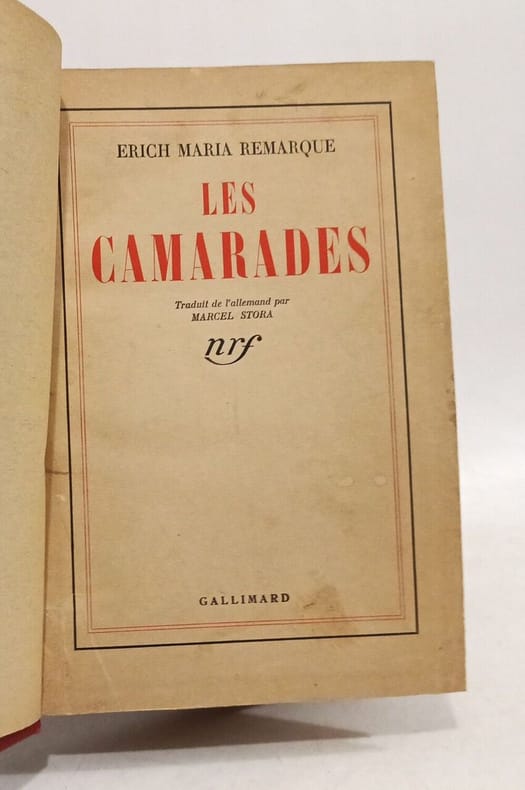 ERICH MARIA REMARQUE
LES
CAMARADES
Traduit de l'allemand par
MARCEL STORA
nrf
GALLIMARD